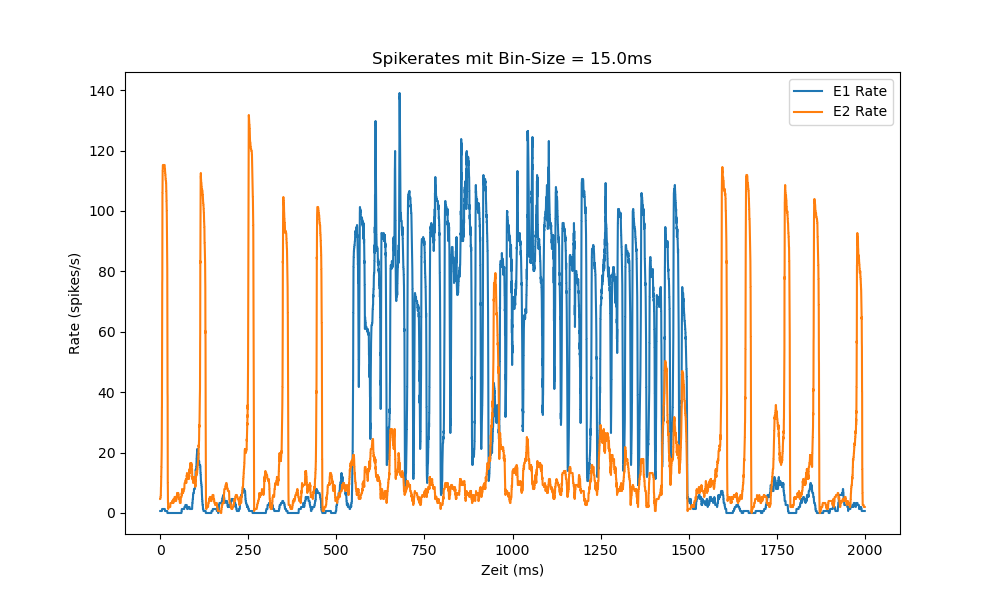 Spikerates mit Bin-Size = 15.0ms
E1 Rate
E2 Rate
Rate (spikes/s)
140
120
100
80
60
40
20
0
0 250 500 750 1000 1250 1500 1750 2000
Zeit (ms)